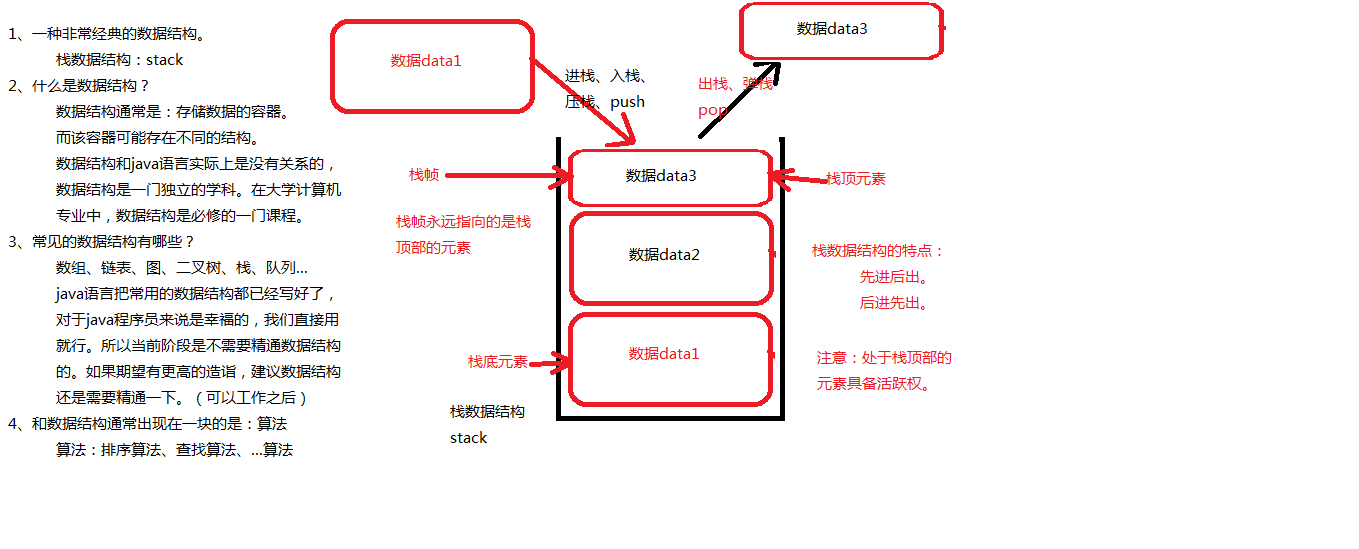 1、一种非常经典的数据结构。
栈数据结构：stack
2、什么是数据结构？
数据结构通常是：存储数据的容器。
而该容器可能存在不同的结构。
数据结构和java语言实际上是没有关系的，
数据结构是一门独立的学科。在大学计算机
专业中，数据结构是必修的一门课程。
3、常见的数据结构有哪些？
数组、链表、图、二叉树、栈、队列...
java语言把常用的数据结构都已经写好了，
对于java程序员来说是幸福的，我们直接用
就行。所以当前阶段是不需要精通数据结构
的。如果期望有更高的造诣，建议数据结构
还是需要精通一下。（可以工作之后）
4、和数据结构通常出现在一块的是：算法
算法：排序算法、查找算法、...算法
数据data1
进栈、入栈、
压栈、push
出栈、弹栈
pop
数据data3
栈帧
数据data3
栈顶元素
栈帧永远指向的是栈
顶部的元素
数据data2
栈数据结构的特点：
先进后出。
后进先出。
栈底元素
数据data1
注意：处于栈顶部的
元素具备活跃权。
栈数据结构
stack